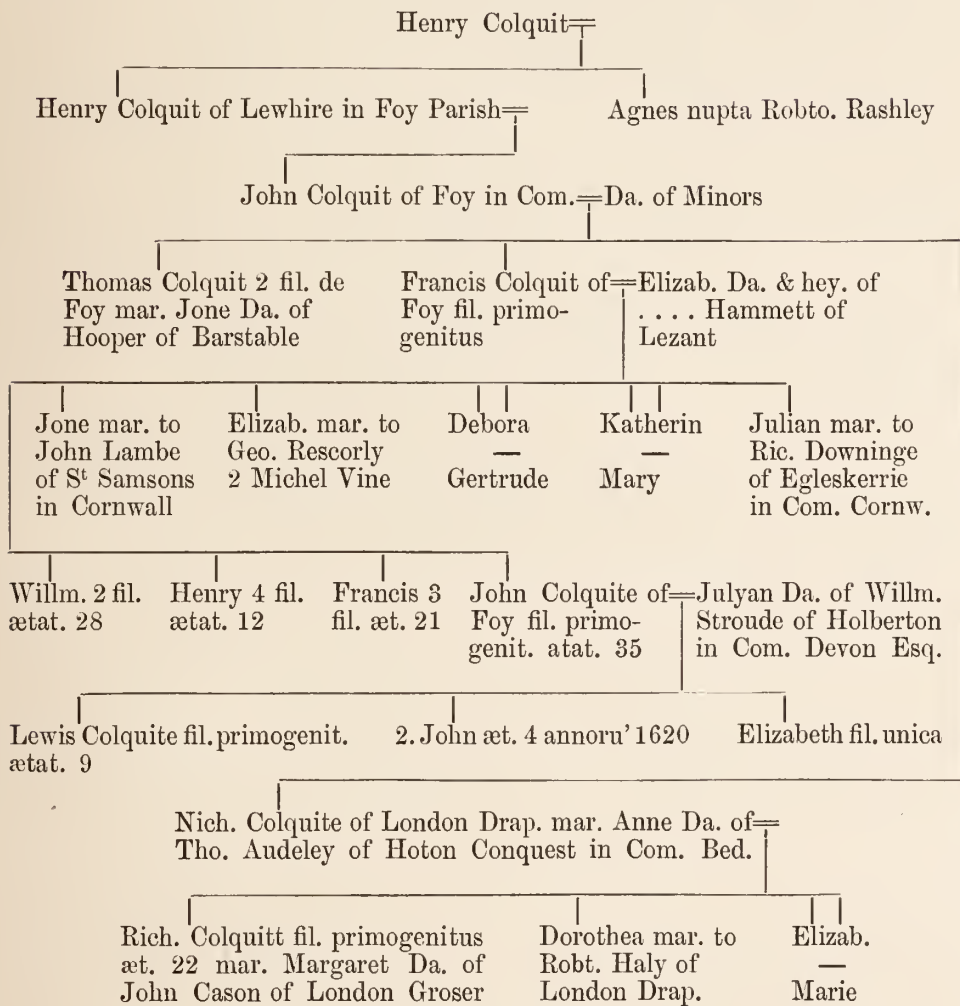 Henry Colquit
Henry Colquit of Lewhire in Foy Parish
Agnes nupta Robto. Rashley
John Colquit of Foy in Com.
Da. of Minors
Thomas Colquit 2 fil. de
Foy mar. Jone Da. of
Hooper of Barstable
Francis Colquit of
Foy fil. primo-
genitus
Elizab. Da. & hey. of
. . . . Hammett of
Lezant
Jone mar. to
John Lambe
of St Samsons
in Cornwall
Elizab. mar. to
Geo. Rescorly
2 Michel Vine
Debora
—
Gertrude
Katherin
—
Mary
Julian mar. to
Ric. Downinge
of Egleskerrie
in Com. Cornw.
Willm. 2 fil.
ætat. 28
Henry 4 fil.
ætat. 12
Francis 3
fil. æt. 21
John Colquite of
Foy fil. primo-
genit. atat. 35
Julyan Da. of Willm.
Stroude of Holberton
in Com. Devon Esq.
Lewis Colquite fil. primogenit.
ætat. 9
2. John æt. 4 annoru' 1620
Elizabeth fil. unica
Nich. Colquite of London Drap. mar. Anne Da. of
Tho. Audeley of Hoton Conquest in Com. Bed.
Rich. Colquitt fil. primogenitus
æt. 22 mar. Margaret Da. of
John Cason of London Groser
Dorothea mar. to
Robt. Haly of
London Drap.
Elizab.
—
Marie